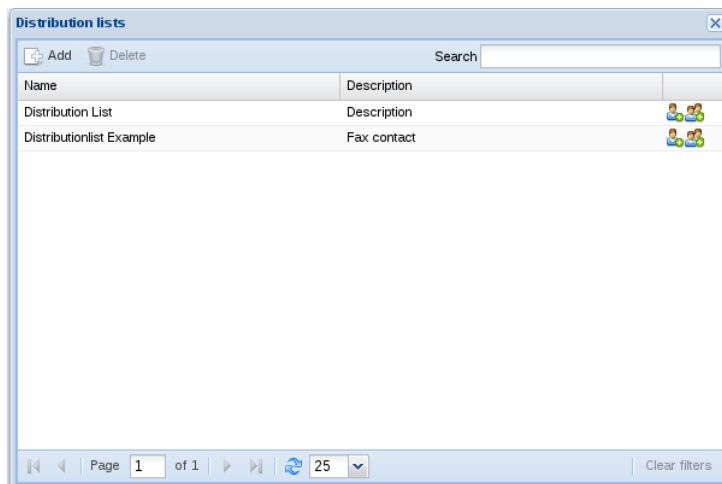 Distribution lists
Add Delete Search
Name Description
Distribution List Description
Distributionlist Example Fax contact
Page 1 of 1 25 Clear filters